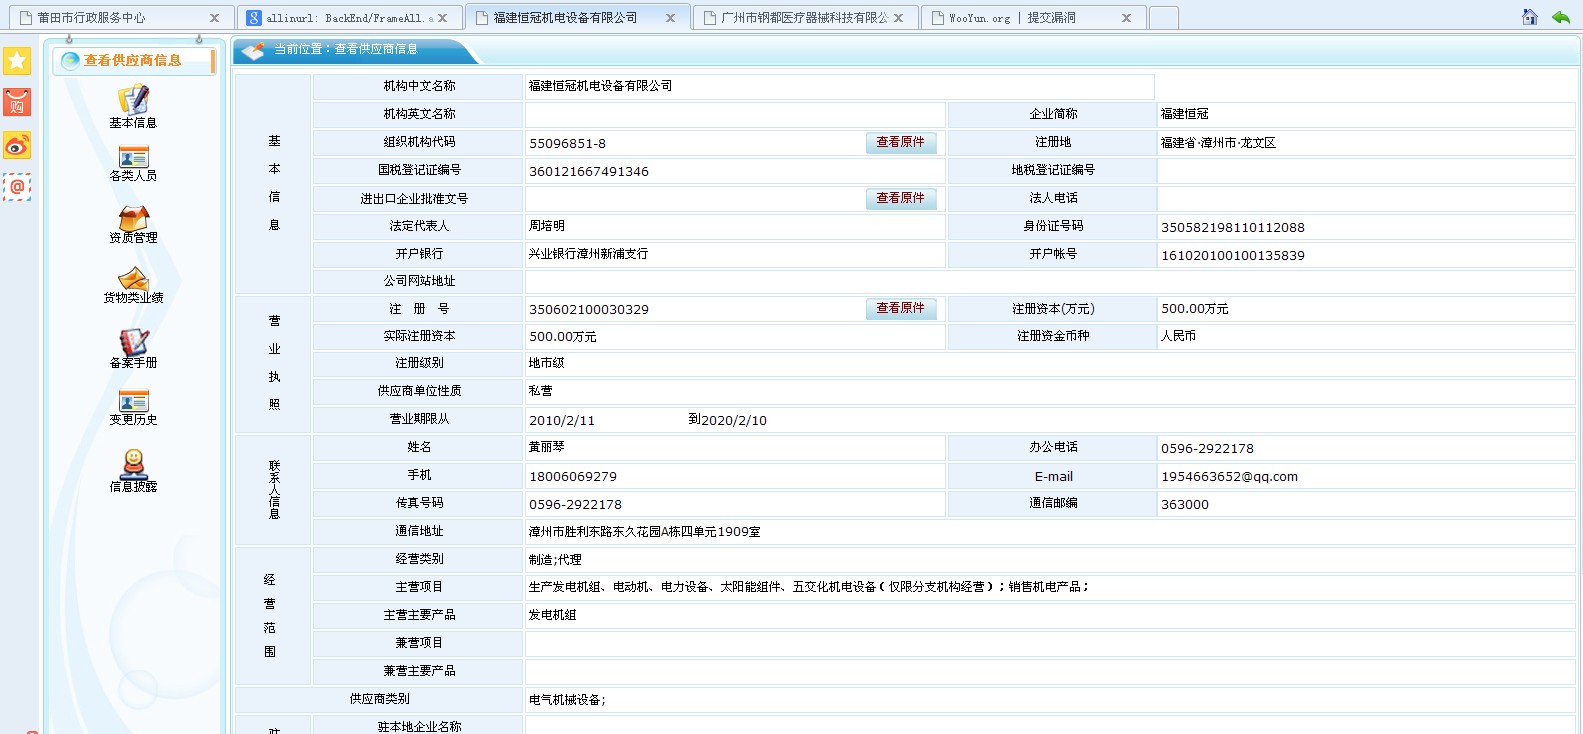 莆田市行政服务中心
allinurl: BackEnd/FrameAll.a
福建恒冠机电设备有限公司
广州市钢都医疗器械科技有限公
WooYun.org | 提交漏洞
查看供应商信息
当前位置：查看供应商信息
购
基本信息
各类人员
资质管理
货物类业绩
备案手册
变更历史
信息披露
基本信息
机构中文名称 福建恒冠机电设备有限公司
机构英文名称 企业简称 福建恒冠
组织机构代码 55096851-8 查看原件 注册地 福建省·漳州市·龙文区
国税登记证编号 360121667491346 地税登记证编号
进出口企业批准文号 查看原件 法人电话
法定代表人 周培明 身份证号码 350582198110112088
开户银行 兴业银行漳州新浦支行 开户帐号 161020100100135839
公司网站地址
营业执照
注 册 号 350602100030329 查看原件 注册资本(万元) 500.00万元
实际注册资本 500.00万元 注册资金币种 人民币
注册级别 地市级
供应商单位性质 私营
营业期限从 2010/2/11 到2020/2/10
联系人信息
姓名 黄丽琴 办公电话 0596-2922178
手机 18006069279 E-mail 1954663652@qq.com
传真号码 0596-2922178 通信邮编 363000
通信地址 漳州市胜利东路东久花园A栋四单元1909室
经营范围
经营类别 制造;代理
主营项目 生产发电机组、电动机、电力设备、太阳能组件、五交化机电设备（仅限分支机构经营）；销售机电产品；
主营主要产品 发电机组
兼营项目
兼营主要产品
供应商类别 电气机械设备;
驻
驻本地企业名称